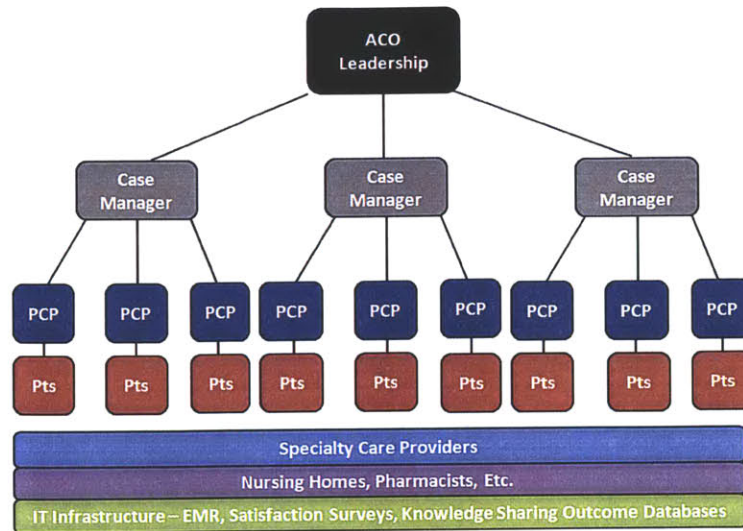 ACO
Leadership
Case
Manager
Case
Manager
Case
Manager
PCP
PCP
PCP
PCP
PCP
PCP
PCP
PCP
PCP
Pts
Pts
Pts
Pts
Pts
Pts
Pts
Pts
Pts
Specialty Care Providers
Nursing Homes, Pharmacists, Etc.
IT Infrastructure – EMR, Satisfaction Surveys, Knowledge Sharing Outcome Databases